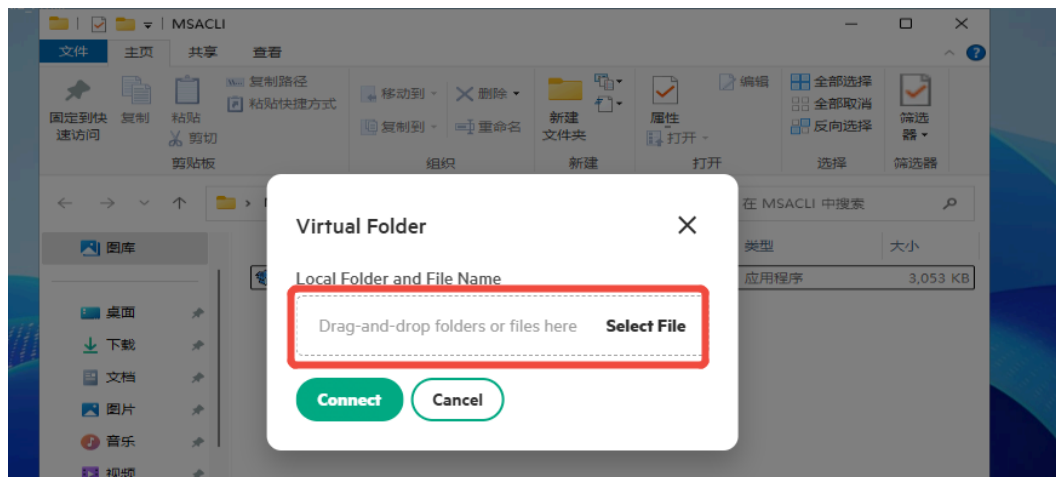 MSACLI
文件 主页 共享 查看
固定到快速访问
复制
粘贴
剪切
复制路径
粘贴快捷方式
剪贴板
移动到
复制到
删除
重命名
组织
新建
文件夹
新建
属性
打开
编辑
打开
全部选择
全部取消
反向选择
选择
筛选
器
筛选器
在 MSACLI 中搜索
图库
类型 大小
应用程序 3,053 KB
桌面
下载
文档
图片
音乐
视频
Virtual Folder
Local Folder and File Name
Drag-and-drop folders or files here Select File
Connect Cancel